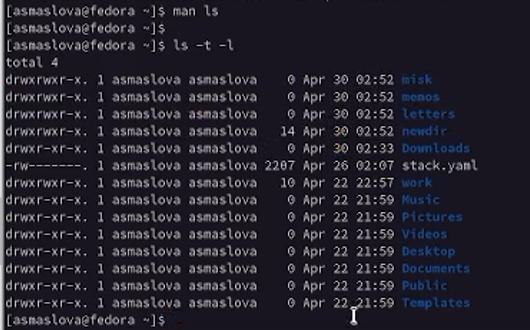 [asmaslova@fedora ~]$ man ls
[asmaslova@fedora ~]$
[asmaslova@fedora ~]$ ls -t -l
total 4
drwxrwxr-x. 1 asmaslova asmaslova    0 Apr 30 02:52 misk
drwxrwxr-x. 1 asmaslova asmaslova    0 Apr 30 02:52 memos
drwxrwxr-x. 1 asmaslova asmaslova    0 Apr 30 02:52 letters
drwxrwxr-x. 1 asmaslova asmaslova   14 Apr 30 02:52 newdir
drwxr-xr-x. 1 asmaslova asmaslova    0 Apr 30 02:33 Downloads
-rw-------. 1 asmaslova asmaslova 2207 Apr 26 02:07 stack.yaml
drwxrwxr-x. 1 asmaslova asmaslova   10 Apr 22 22:57 work
drwxr-xr-x. 1 asmaslova asmaslova    0 Apr 22 21:59 Music
drwxr-xr-x. 1 asmaslova asmaslova    0 Apr 22 21:59 Pictures
drwxr-xr-x. 1 asmaslova asmaslova    0 Apr 22 21:59 Videos
drwxr-xr-x. 1 asmaslova asmaslova    0 Apr 22 21:59 Desktop
drwxr-xr-x. 1 asmaslova asmaslova    0 Apr 22 21:59 Documents
drwxr-xr-x. 1 asmaslova asmaslova    0 Apr 22 21:59 Public
drwxr-xr-x. 1 asmaslova asmaslova    0 Apr 22 21:59 Templates
[asmaslova@fedora ~]$